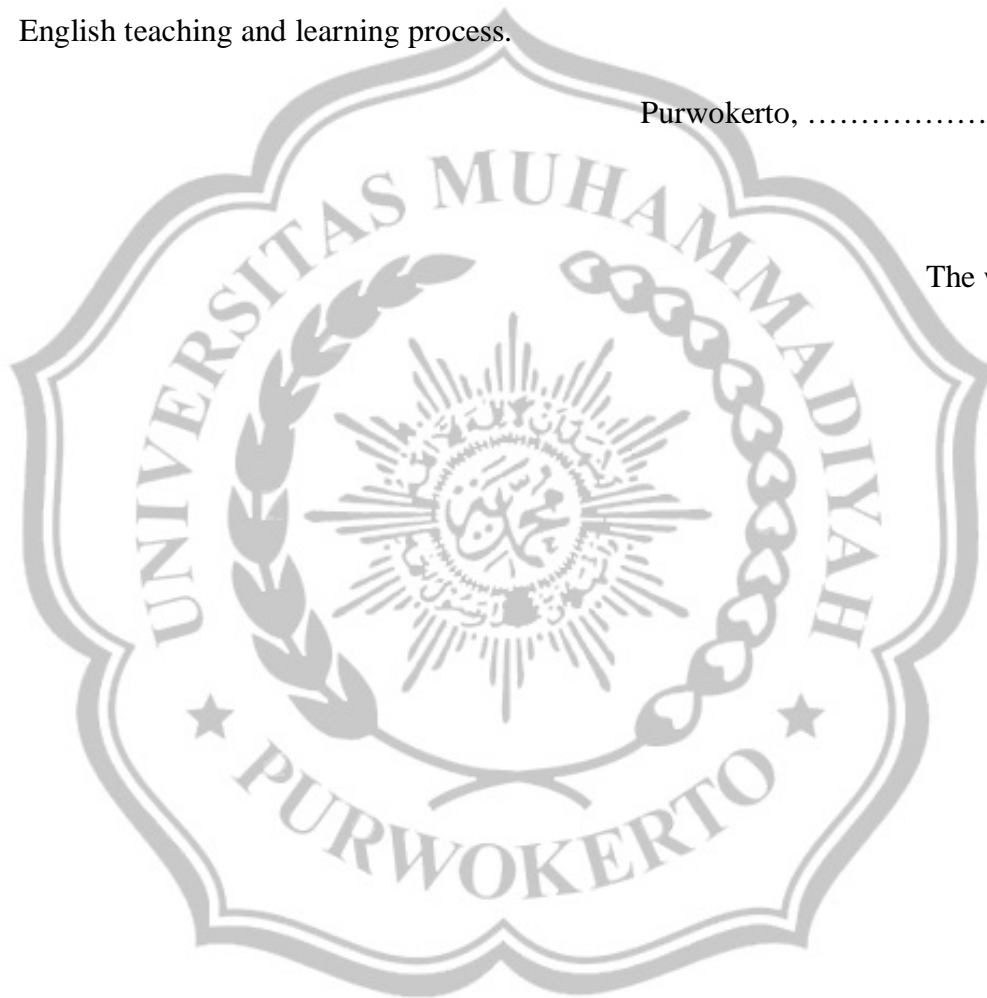 English teaching and learning process.
Purwokerto, ………………
The
UNIVERSITAS MUHAMMADIYAH
PURWOKERTO